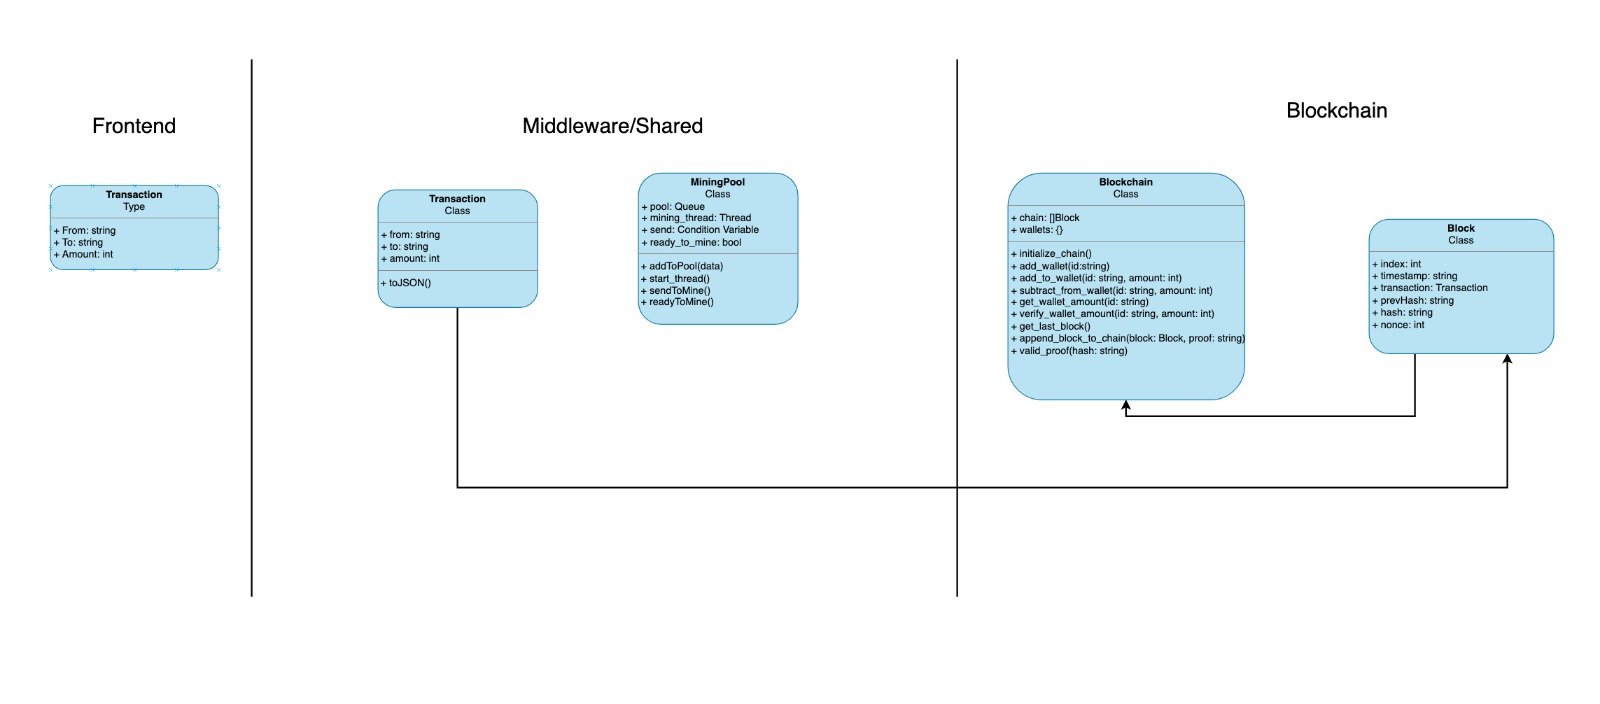 Frontend
Transaction
Type
+ From: string
+ To: string
+ Amount: int
Middleware/Shared
Transaction
Class
+ from: string
+ to: string
+ amount: int
+ toJSON()
MiningPool
Class
+ pool: Queue
+ mining_thread: Thread
+ send: Condition Variable
+ ready_to_mine: bool
+ addToPool(data)
+ start_thread()
+ sendToMine()
+ readyToMine()
Blockchain
Blockchain
Class
+ chain: []Block
+ wallets: {}
+ initialize_chain()
+ add_wallet(id:string)
+ add_to_wallet(id: string, amount: int)
+ subtract_from_wallet(id: string, amount: int)
+ get_wallet_amount(id: string)
+ verify_wallet_amount(id: string, amount: int)
+ get_last_block()
+ append_block_to_chain(block: Block, proof: string)
+ valid_proof(hash: string)
Block
Class
+ index: int
+ timestamp: string
+ transaction: Transaction
+ prevHash: string
+ hash: string
+ nonce: int